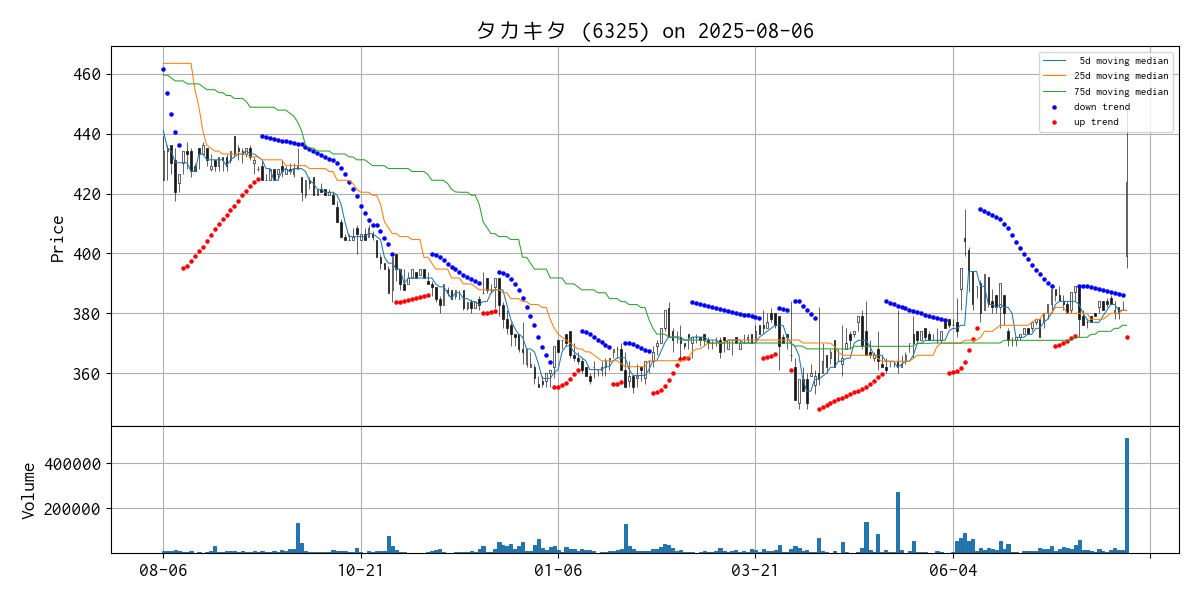 タカキタ (6325) on 2025-08-06
Price
460
440
420
400
380
360
5d moving median
25d moving median
75d moving median
down trend
up trend
Volume
400000
200000
08-06
10-21
01-06
03-21
06-04